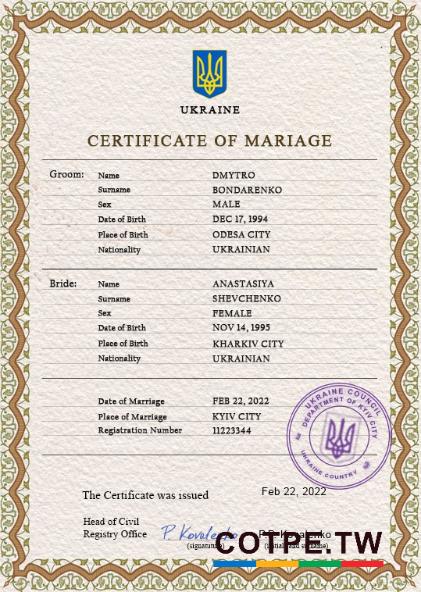 UKRAINE
CERTIFICATE OF MARIAGE
Groom: Name DMYTRO
Surname BONDARENKO
Sex MALE
Date of Birth DEC 17, 1994
Place of Birth ODESA CITY
Nationality UKRAINIAN
Bride: Name ANASTASIYA
Surname SHEVCHENKO
Sex FEMALE
Date of Birth NOV 14, 1995
Place of Birth KHARKIV CITY
Nationality UKRAINIAN
Date of Marriage FEB 22, 2022
Place of Marriage KYIV CITY
Registration Number 11223344
UKRAINE COUNCIL
DEPARTMENT OF KYIV CITY
UKRAINE COUNTRY
The Certificate was issued Feb 22, 2022
Head of Civil
Registry Office P. Kovalenko
(signature)
COTPE.TW